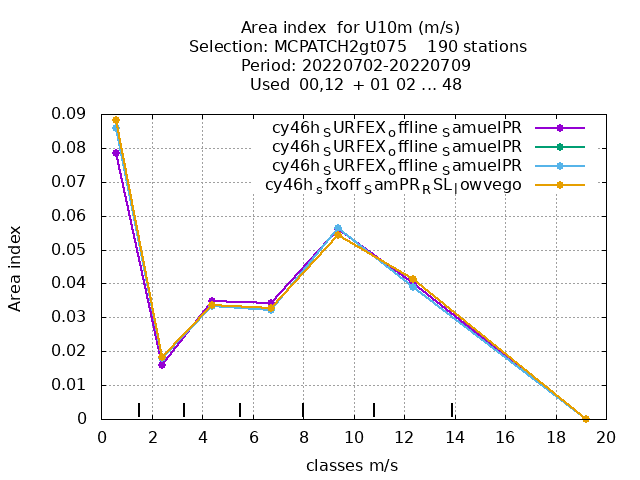 Area index  for U10m (m/s)
Selection: MCPATCH2gt075    190 stations
Period: 20220702-20220709
Used  00,12  + 01 02 ... 48
cy46h_SURFEX_offline_SamuelPR
cy46h_SURFEX_offline_SamuelPR
cy46h_SURFEX_offline_SamuelPR
cy46h_sfxoff_SamPR_RSL_lowvego
0.09
0.08
0.07
0.06
0.05
0.04
0.03
0.02
0.01
0
Area index
0 2 4 6 8 10 12 14 16 18 20
classes m/s